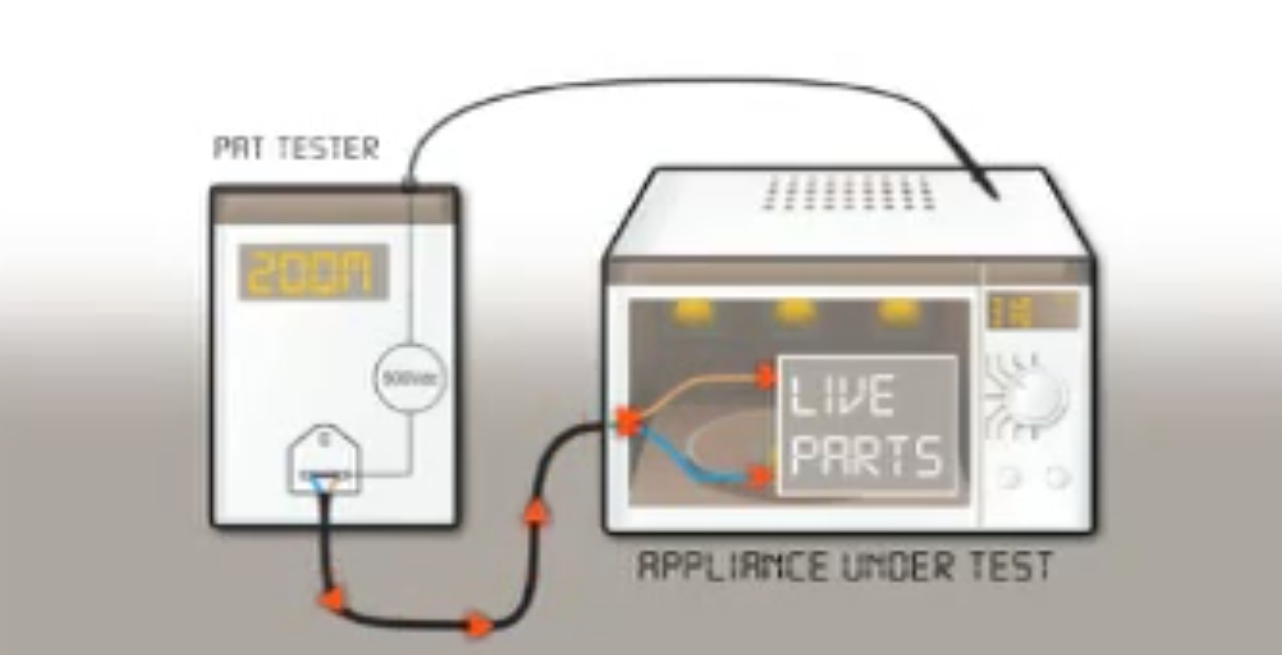 PAT TESTER
200M
500Vdc
LIVE
PARTS
APPLIANCE UNDER TEST